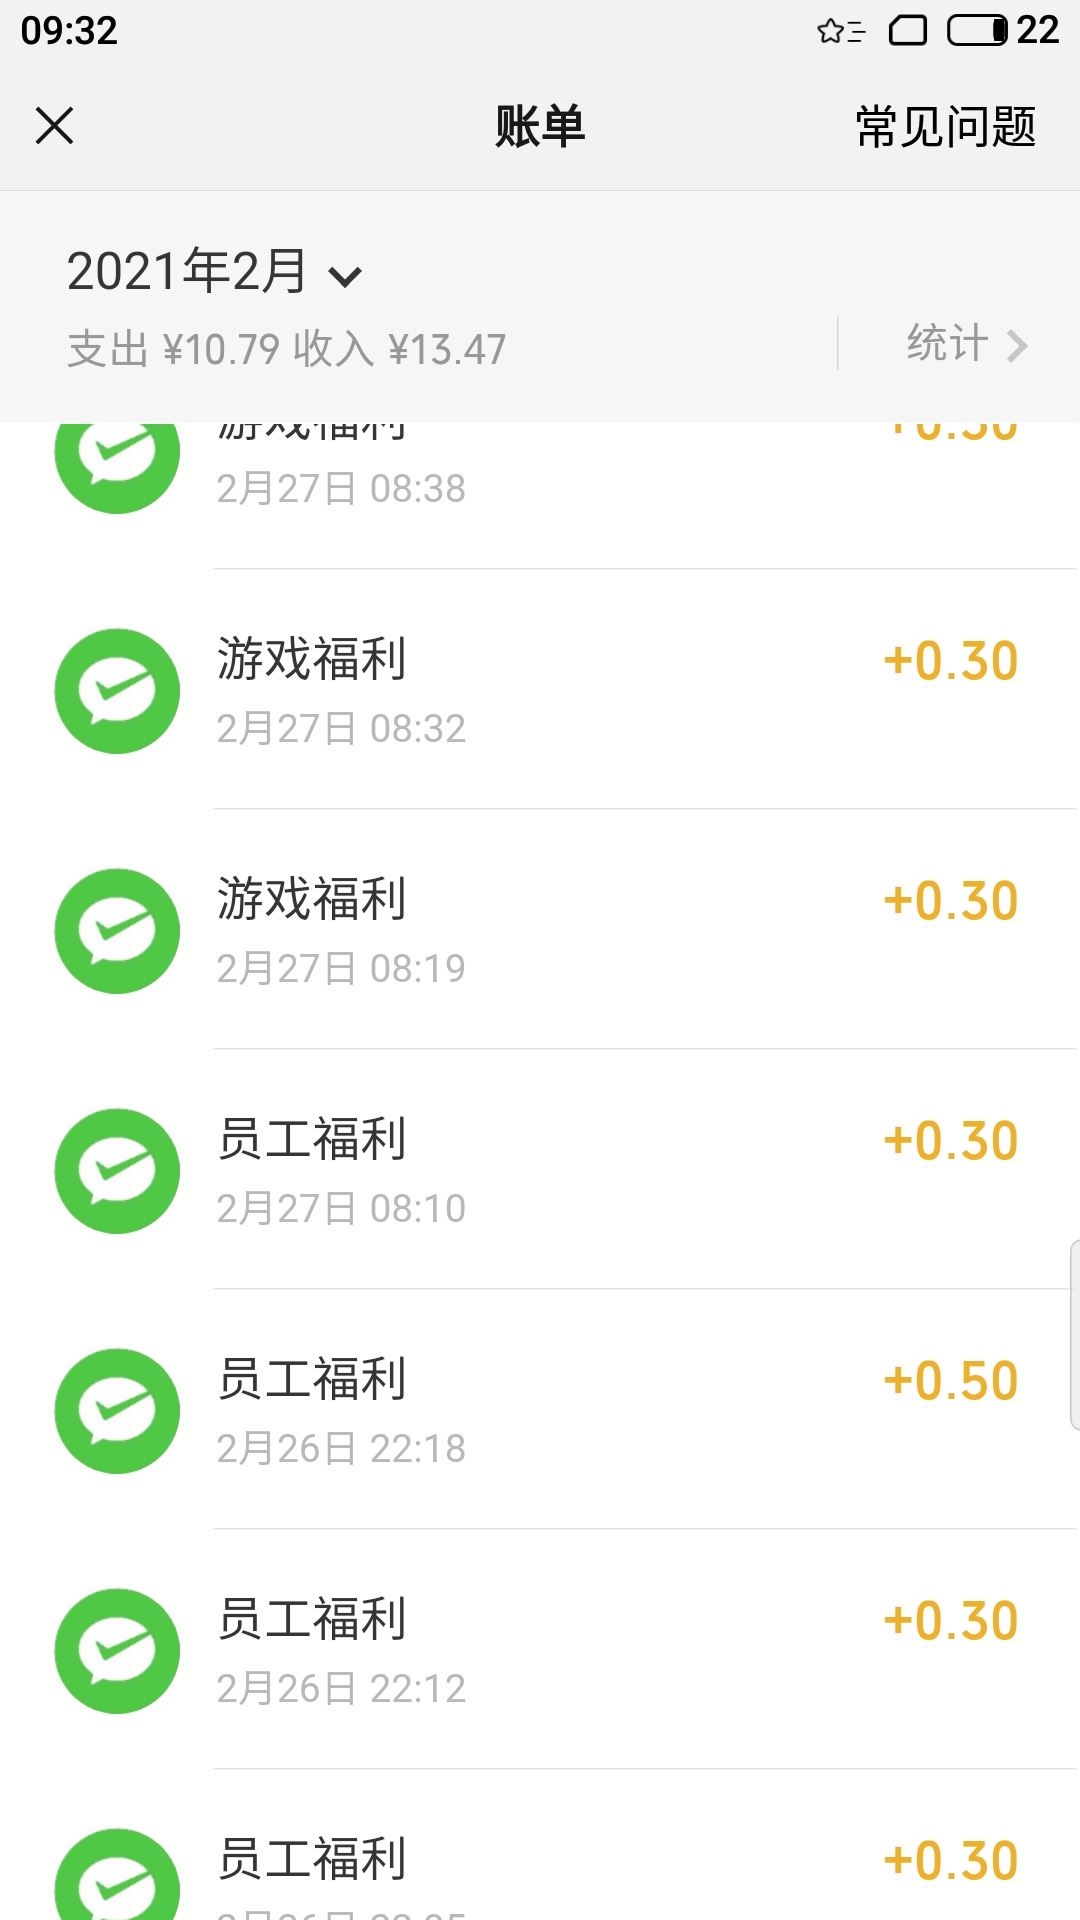 09:32
22
账单
常见问题
2021年2月
支出 ¥10.79 收入 ¥13.47
统计
游戏福利
2月27日 08:38
游戏福利
+0.30
2月27日 08:32
游戏福利
+0.30
2月27日 08:19
员工福利
+0.30
2月27日 08:10
员工福利
+0.50
2月26日 22:18
员工福利
+0.30
2月26日 22:12
员工福利
+0.30